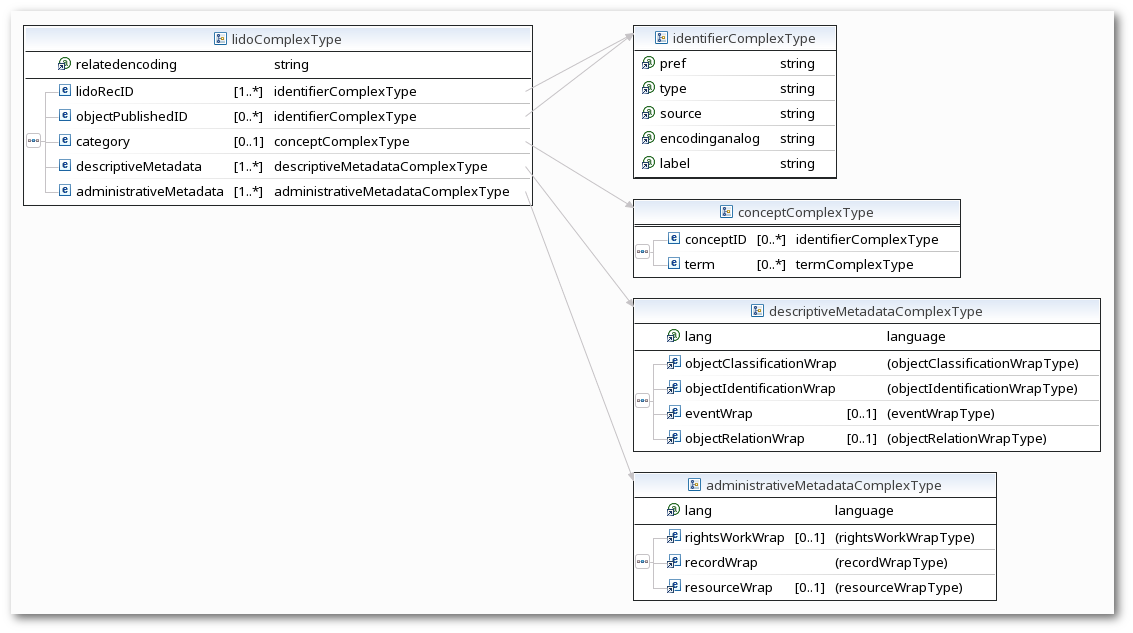 lidoComplexType
relatedencoding string
lidoRecID [1..*] identifierComplexType
objectPublishedID [0..*] identifierComplexType
category [0..1] conceptComplexType
descriptiveMetadata [1..*] descriptiveMetadataComplexType
administrativeMetadata [1..*] administrativeMetadataComplexType
identifierComplexType
pref string
type string
source string
encodinganalog string
label string
conceptComplexType
conceptID [0..*] identifierComplexType
term [0..*] termComplexType
descriptiveMetadataComplexType
lang language
objectClassificationWrap (objectClassificationWrapType)
objectIdentificationWrap (objectIdentificationWrapType)
eventWrap [0..1] (eventWrapType)
objectRelationWrap [0..1] (objectRelationWrapType)
administrativeMetadataComplexType
lang language
rightsWorkWrap [0..1] (rightsWorkWrapType)
recordWrap (recordWrapType)
resourceWrap [0..1] (resourceWrapType)